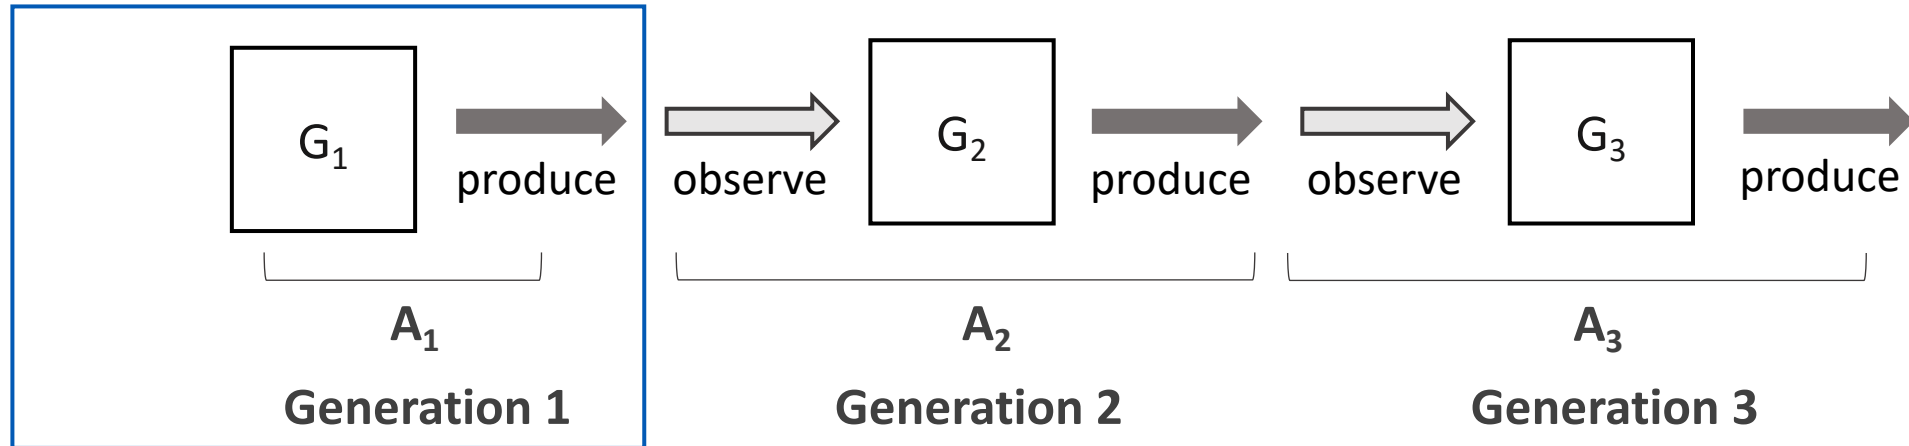 G₁ G₂ G₃
produce observe produce observe produce
A₁ A₂ A₃
Generation 1 Generation 2 Generation 3